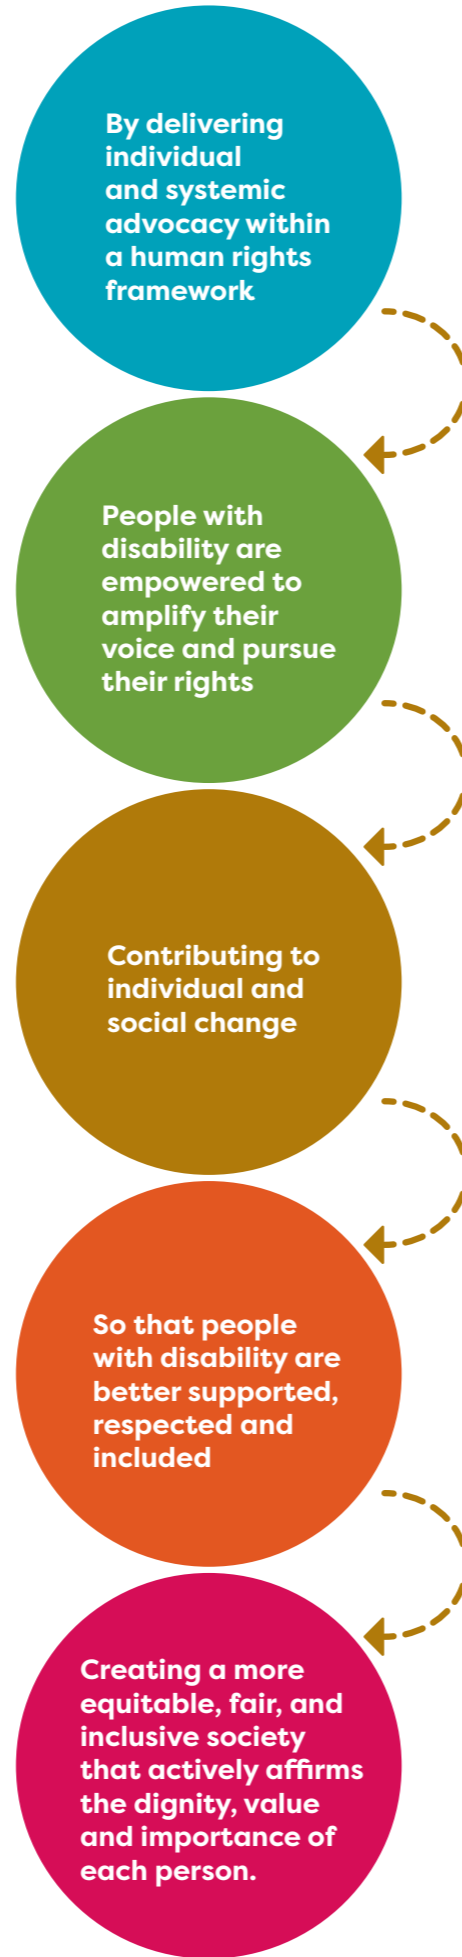 By delivering
individual
and systemic
advocacy within
a human rights
framework
People with
disability are
empowered to
amplify their
voice and pursue
their rights
Contributing to
individual and
social change
So that people
with disability are
better supported,
respected and
included
Creating a more
equitable, fair, and
inclusive society
that actively affirms
the dignity, value
and importance of
each person.